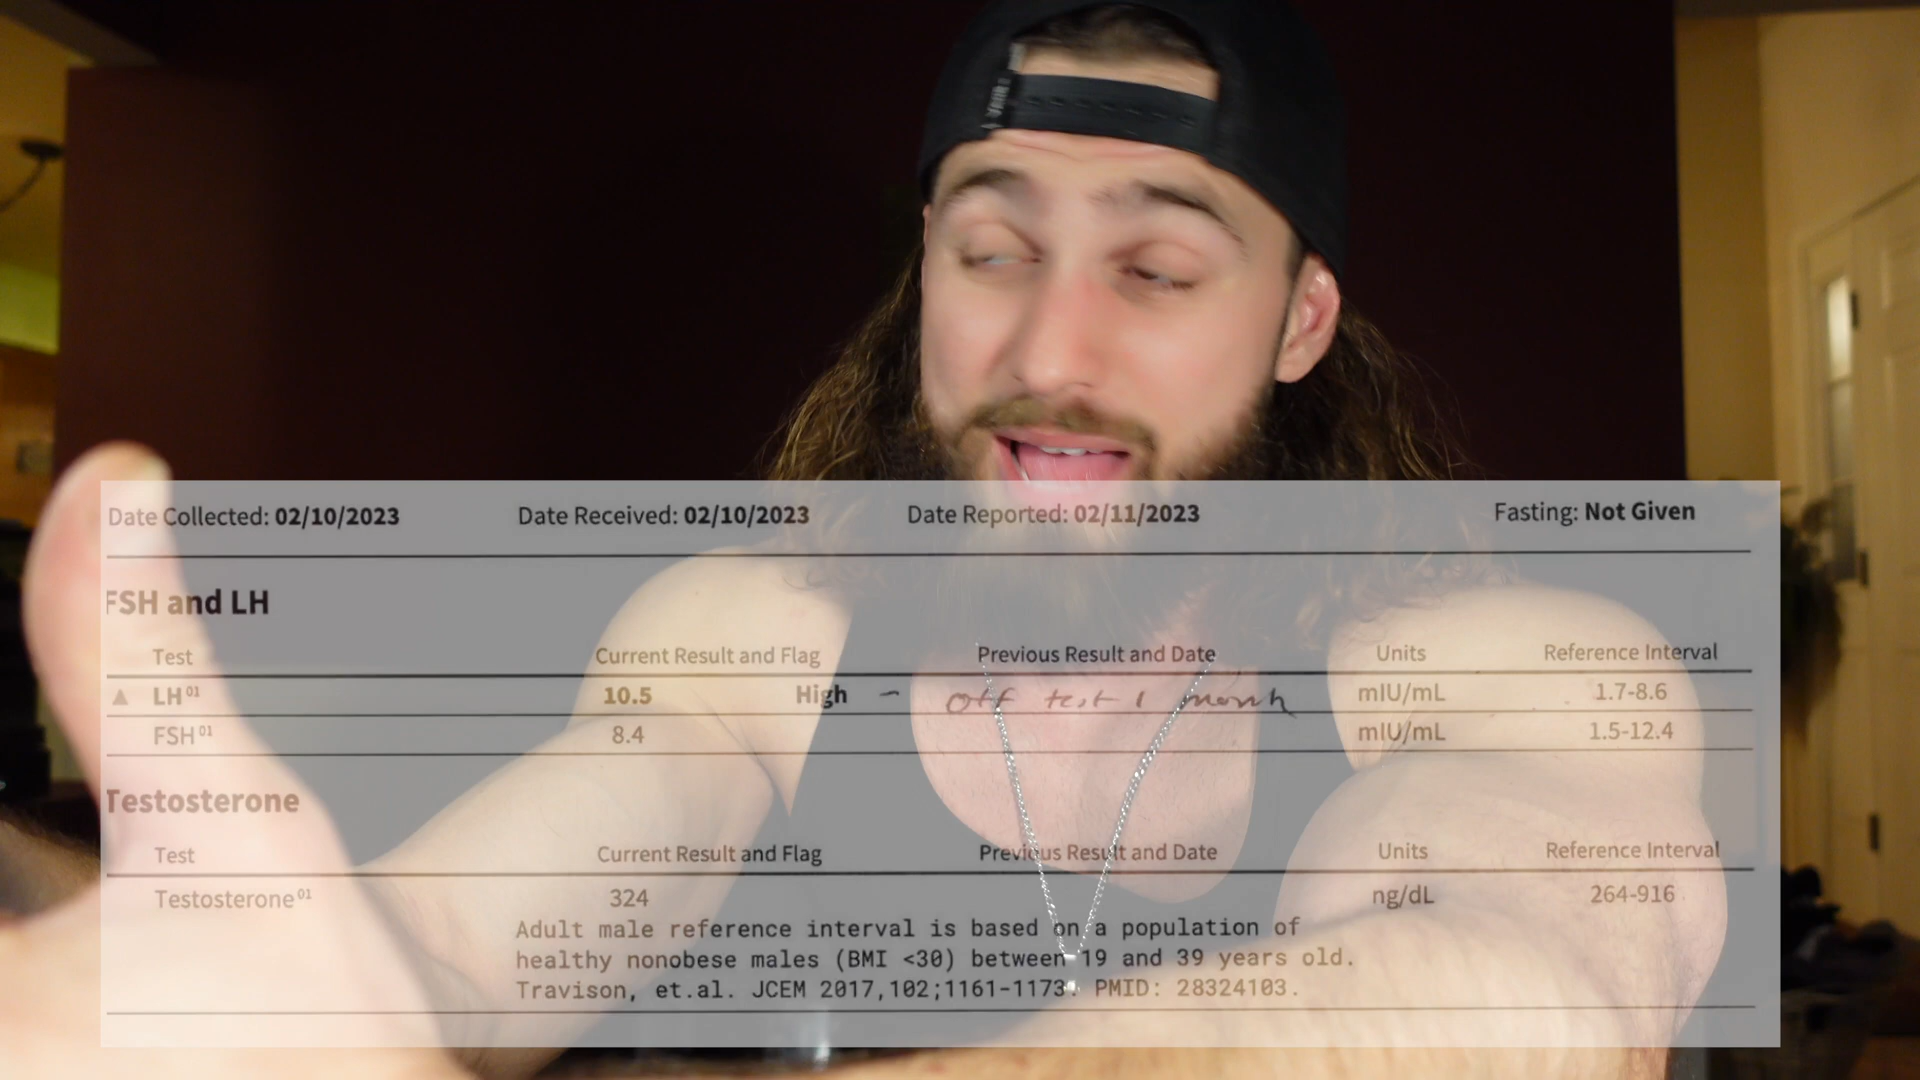 Date Collected: 02/10/2023 Date Received: 02/10/2023 Date Reported: 02/11/2023 Fasting: Not Given
FSH and LH
Test Current Result and Flag Previous Result and Date Units Reference Interval
▲ LH 01 10.5 High - Off test 1 month mIU/mL 1.7-8.6
FSH 01 8.4 mIU/mL 1.5-12.4
Testosterone
Test Current Result and Flag Previous Result and Date Units Reference Interval
Testosterone 01 324 ng/dL 264-916
Adult male reference interval is based on a population of
healthy nonobese males (BMI <30) between 19 and 39 years old.
Travison, et.al. JCEM 2017,102;1161-1173. PMID: 28324103.